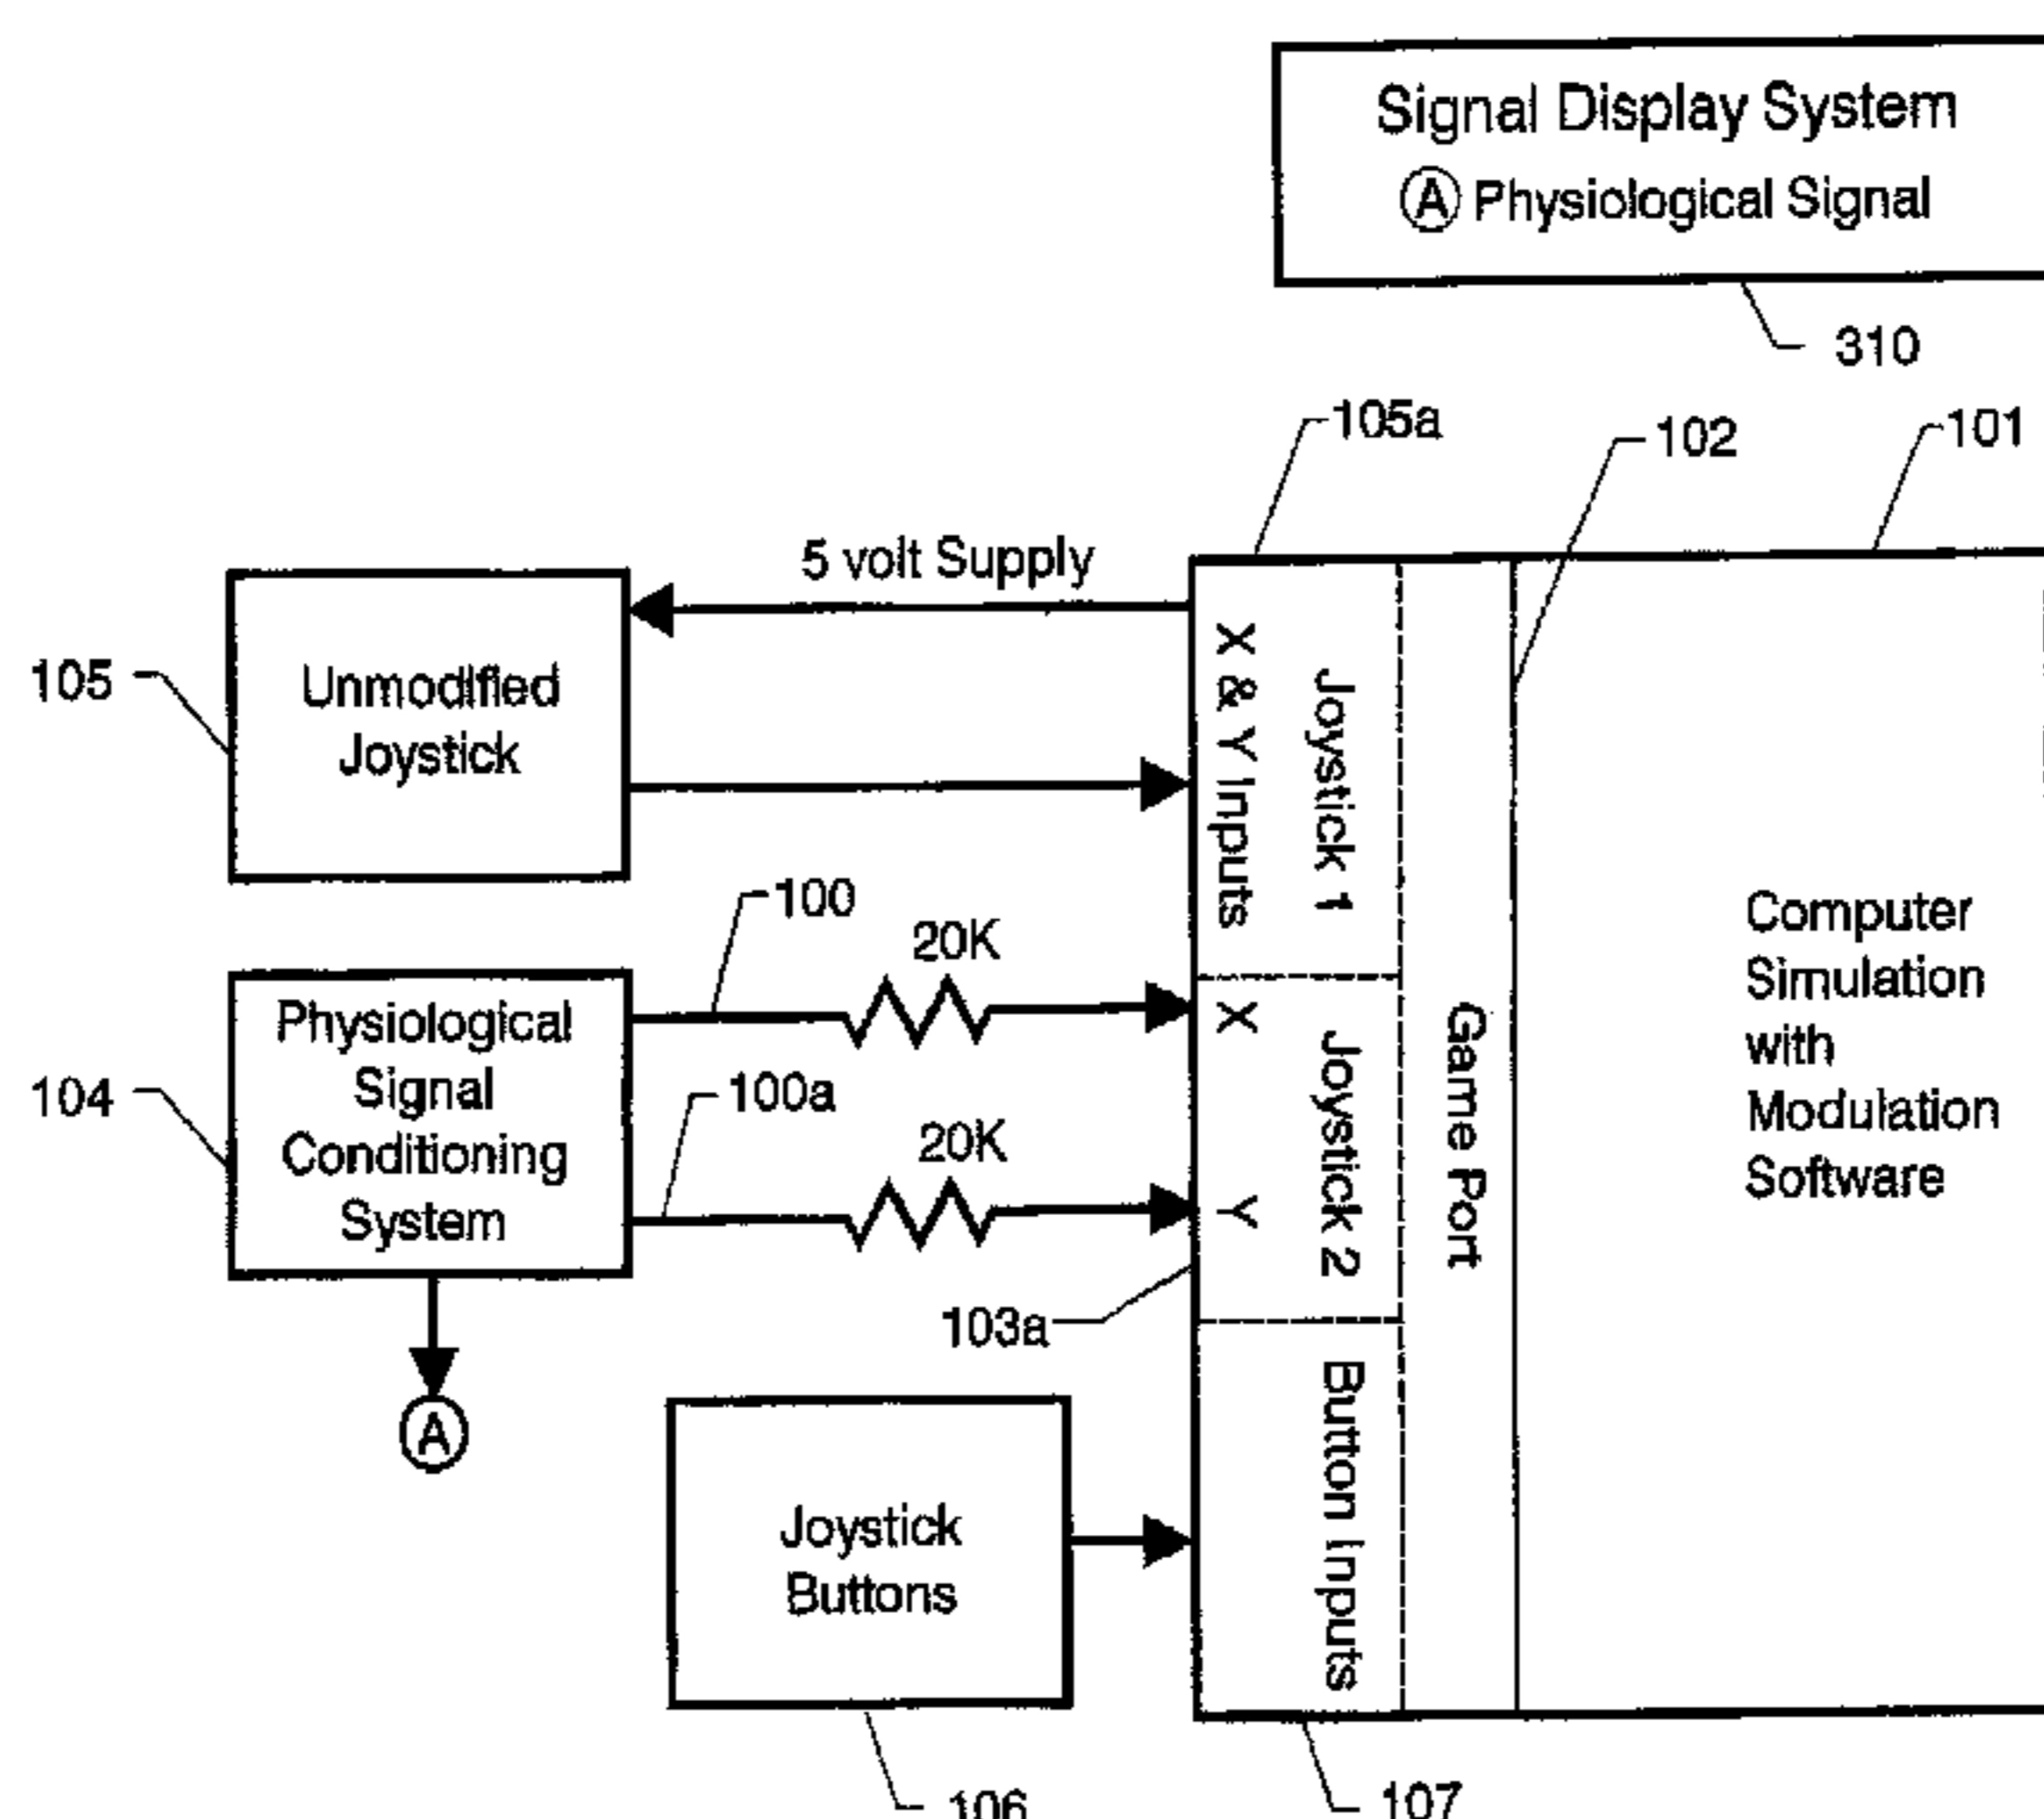 Signal Display System
Ⓐ Physiological Signal
310
105a
102
101
5 volt Supply
105
Unmodified
Joystick
X & Y Inputs
Joystick 1
100
20K
104
Physiological
Signal
Conditioning
System
100a
20K
X
Y
Joystick 2
Game Port
Computer
Simulation
with
Modulation
Software
103a
A
Joystick
Buttons
Button Inputs
106
107